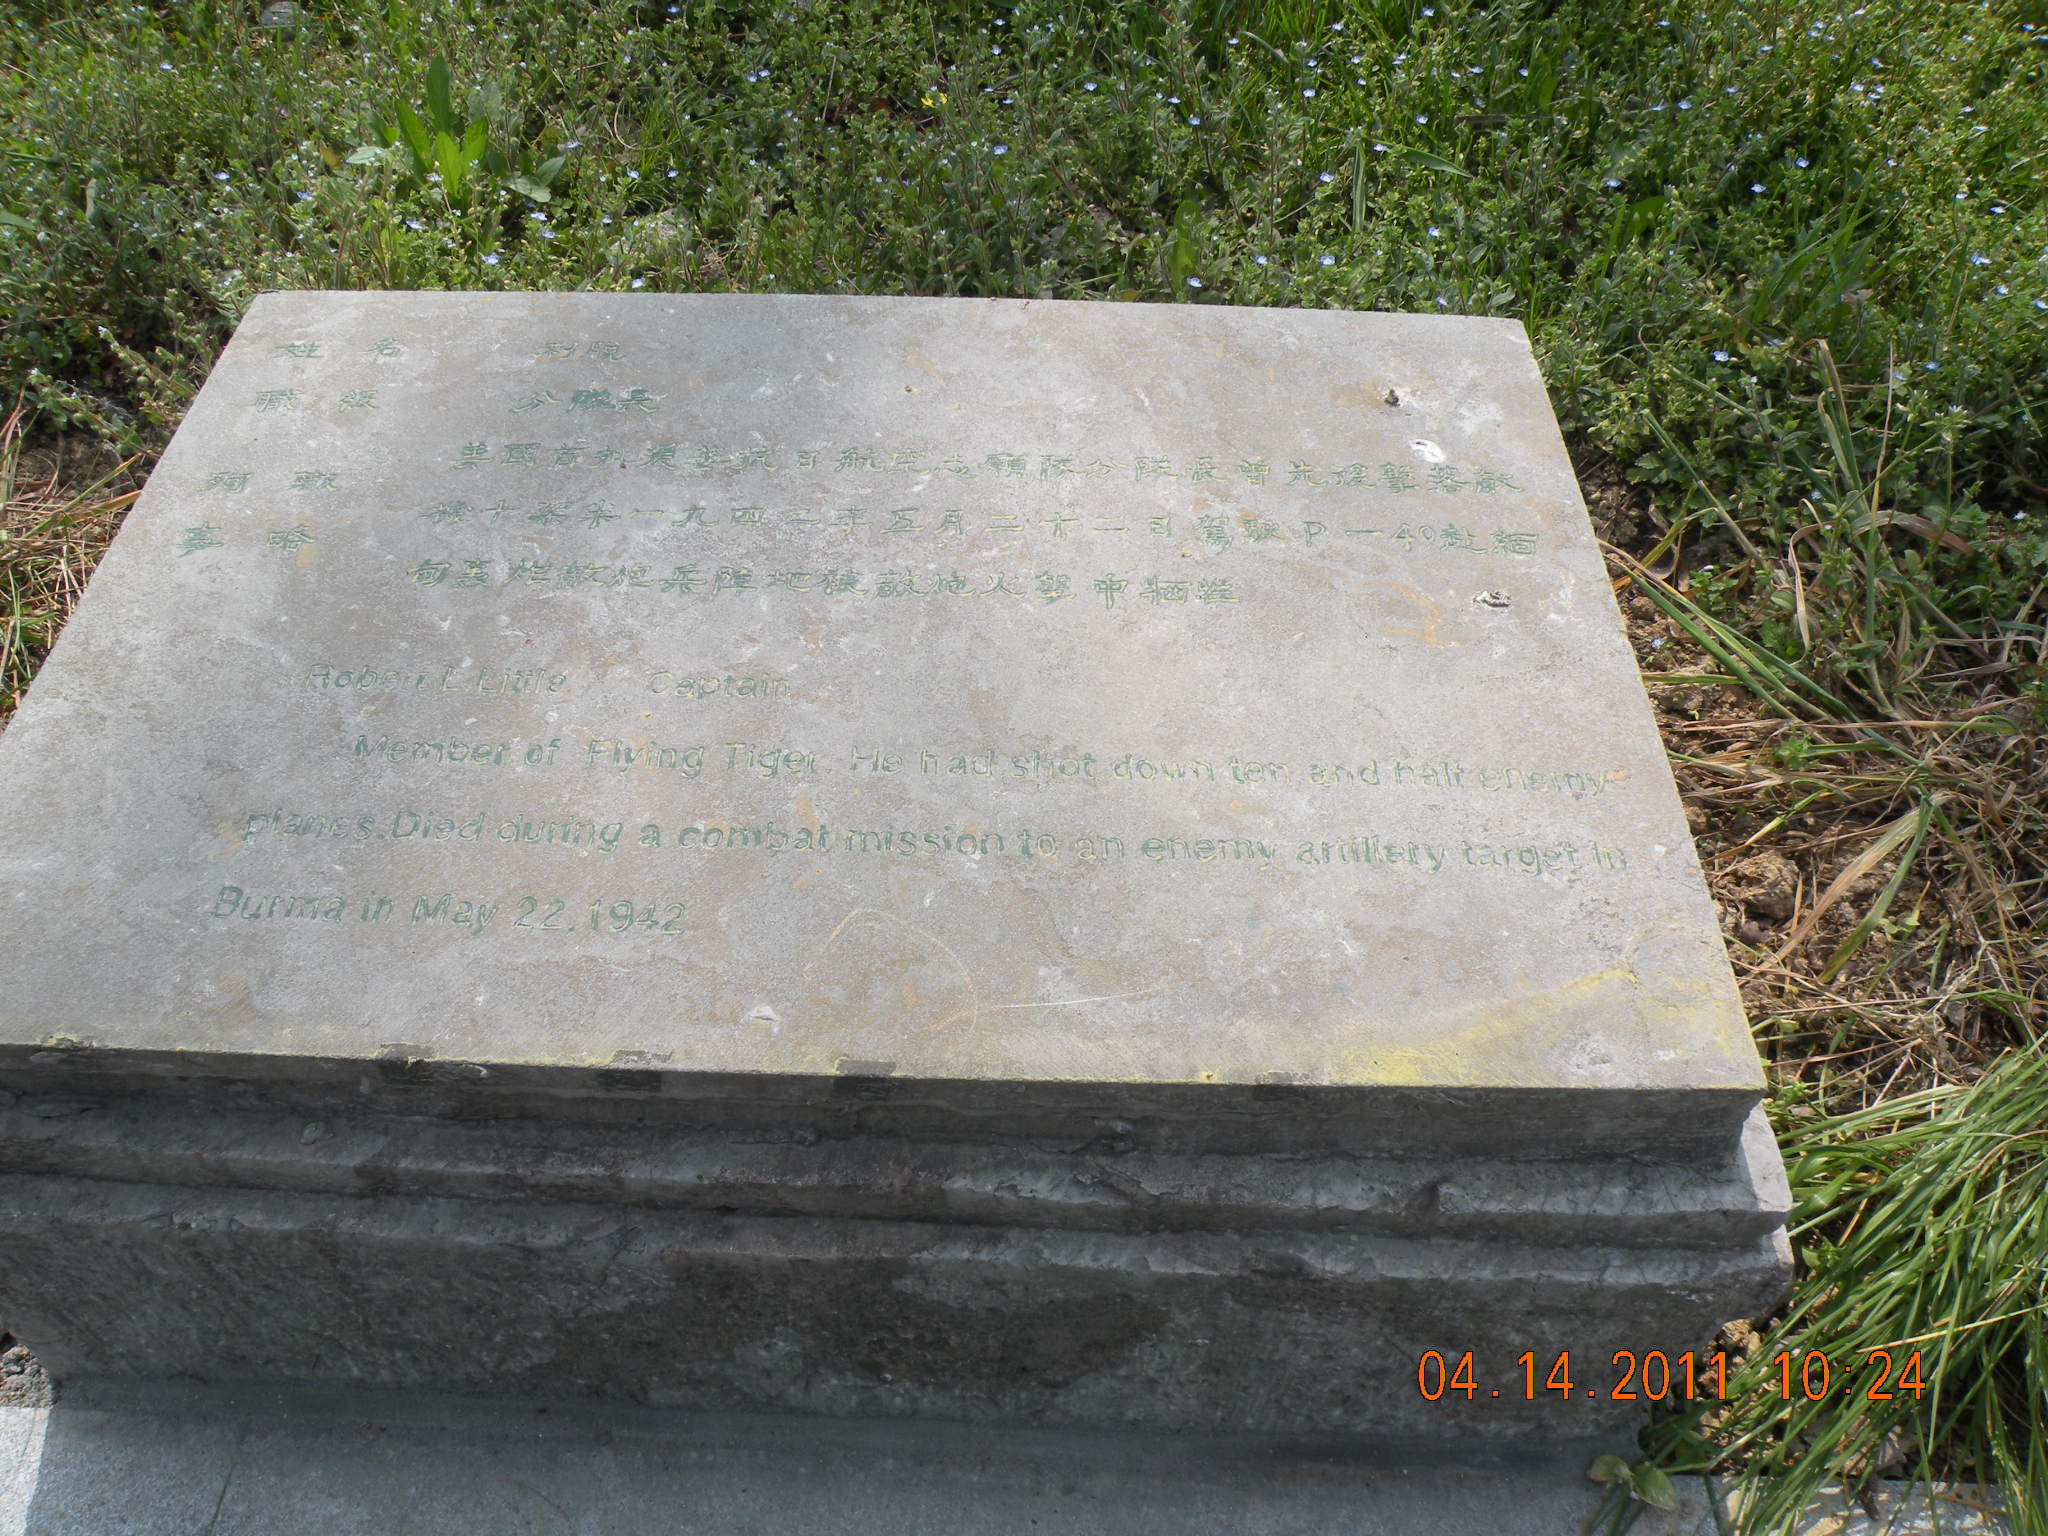 姓 名 利脫
職 級 分隊長
美國首批援華抗日航空志願隊分隊長曾先後擊落敵
殉 職
機十架半一九四二年五月二十二日駕駛P一40赴緬
事 略
甸轟炸敵炮兵陣地被敵炮火擊中犧牲
Robert L Little Captain
Member of Flying Tiger. He had shot down ten and half enemy
planes.Died during a combat mission to an enemy artillery target in
Burma in May 22,1942
04.14.2011 10:24